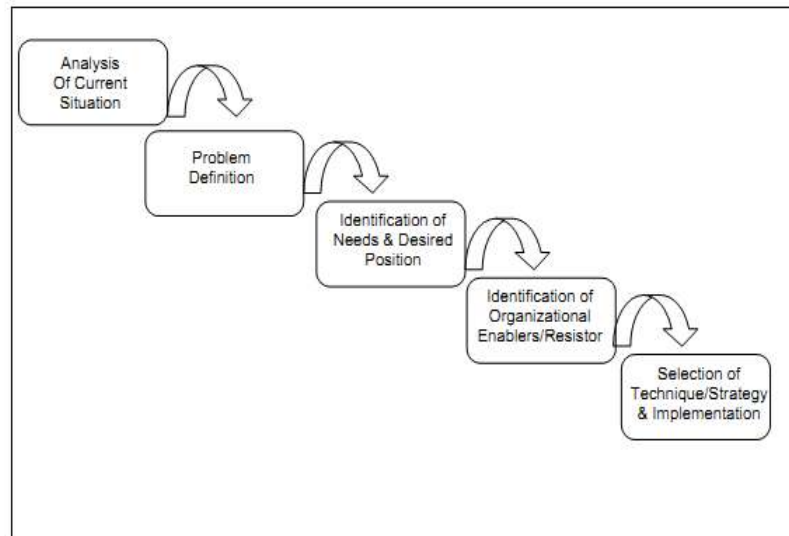 Analysis
Of Current
Situation
Problem
Definition
Identification of
Needs & Desired
Position
Identification of
Organizational
Enablers/Resistor
Selection of
Technique/Strategy
& Implementation